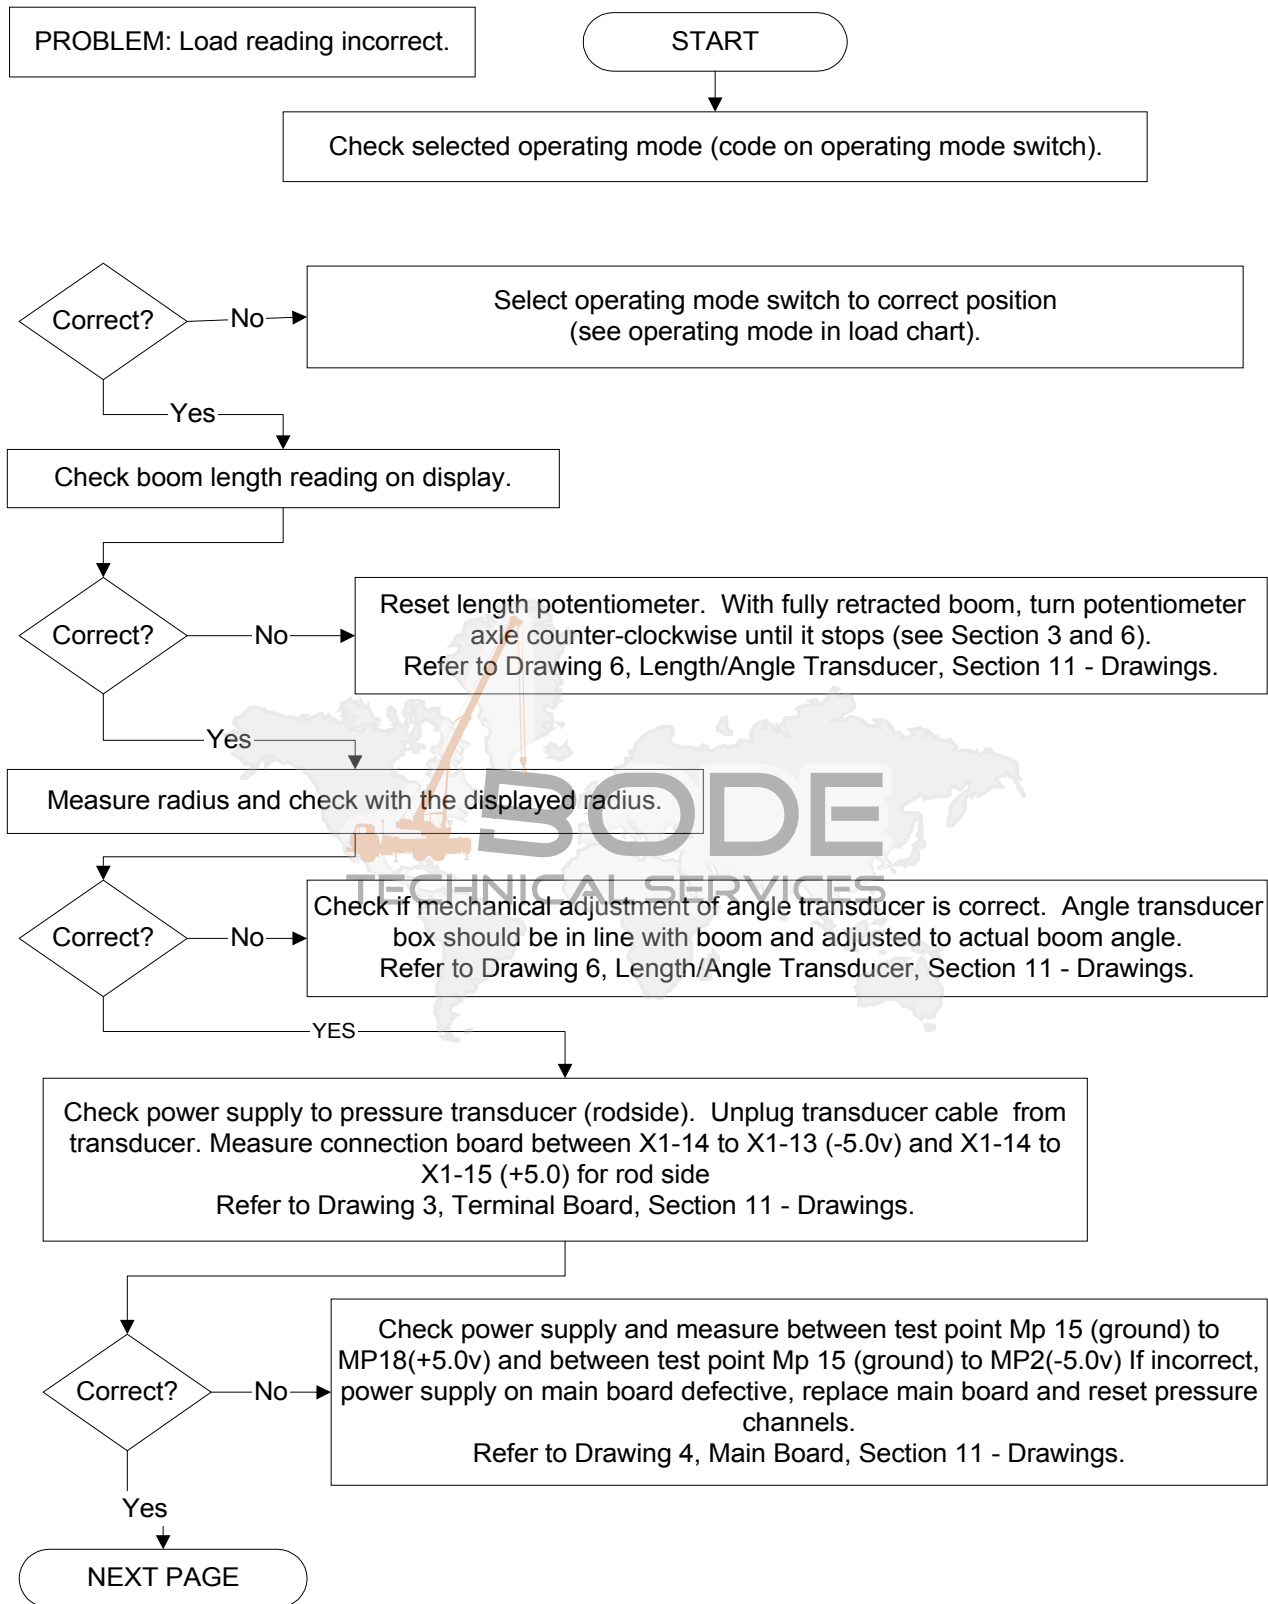 PROBLEM: Load reading incorrect.
START
Check selected operating mode (code on operating mode switch).
Correct?
No
Select operating mode switch to correct position
(see operating mode in load chart).
Yes
Check boom length reading on display.
Correct?
No
Reset length potentiometer.  With fully retracted boom, turn potentiometer
axle counter-clockwise until it stops (see Section 3 and 6).
Refer to Drawing 6, Length/Angle Transducer, Section 11 - Drawings.
Yes
Measure radius and check with the displayed radius.
BODE
TECHNICAL SERVICES
Correct?
No
Check if mechanical adjustment of angle transducer is correct.  Angle transducer
box should be in line with boom and adjusted to actual boom angle.
Refer to Drawing 6, Length/Angle Transducer, Section 11 - Drawings.
YES
Check power supply to pressure transducer (rodside).  Unplug transducer cable  from
transducer. Measure connection board between X1-14 to X1-13 (-5.0v) and X1-14 to
X1-15 (+5.0) for rod side
Refer to Drawing 3, Terminal Board, Section 11 - Drawings.
Correct?
No
Check power supply and measure between test point Mp 15 (ground) to
MP18(+5.0v) and between test point Mp 15 (ground) to MP2(-5.0v) If incorrect,
power supply on main board defective, replace main board and reset pressure
channels.
Refer to Drawing 4, Main Board, Section 11 - Drawings.
Yes
NEXT PAGE